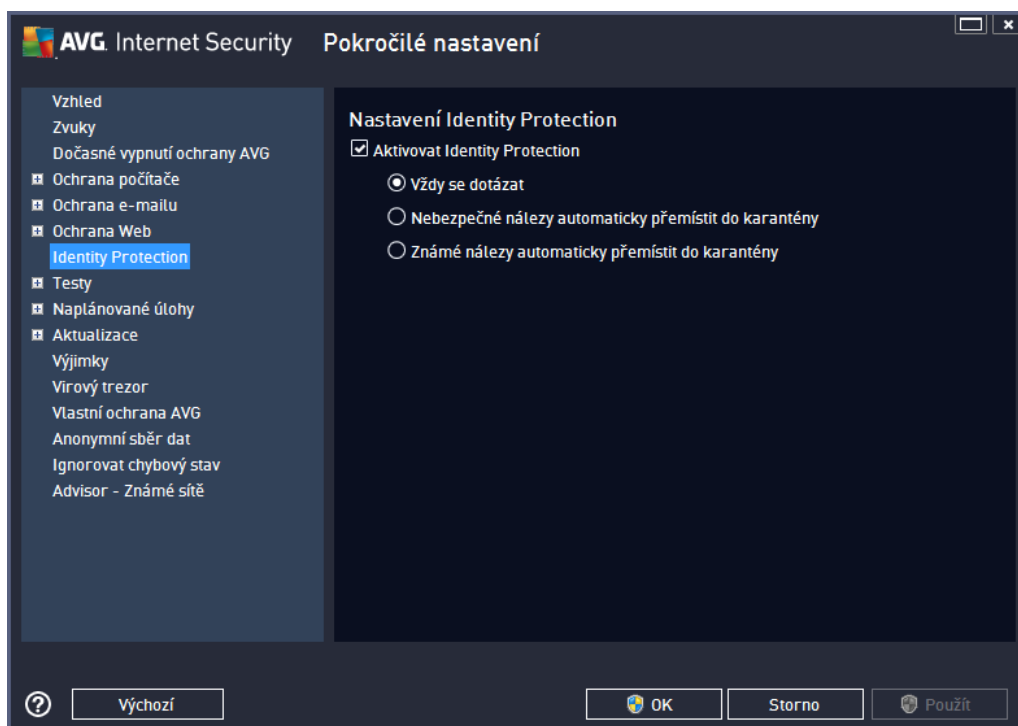 AVG. Internet Security Pokročilé nastavení
Vzhled
Zvuky
Dočasné vypnutí ochrany AVG
Ochrana počítače
Ochrana e-mailu
Ochrana Web
Identity Protection
Testy
Naplánované úlohy
Aktualizace
Výjimky
Virový trezor
Vlastní ochrana AVG
Anonymní sběr dat
Ignorovat chybový stav
Advisor - Známé sítě
Nastavení Identity Protection
Aktivovat Identity Protection
Vždy se dotázat
Nebezpečné nálezy automaticky přemístit do karantény
Známé nálezy automaticky přemístit do karantény
? Výchozí OK Storno Použít